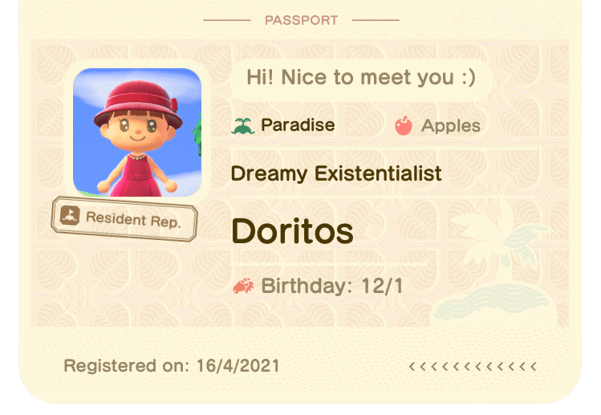 PASSPORT
Hi! Nice to meet you :)
Paradise
Apples
Dreamy Existentialist
Resident Rep.
Doritos
Birthday: 12/1
Registered on: 16/4/2021
<<<<<<<<<<<<